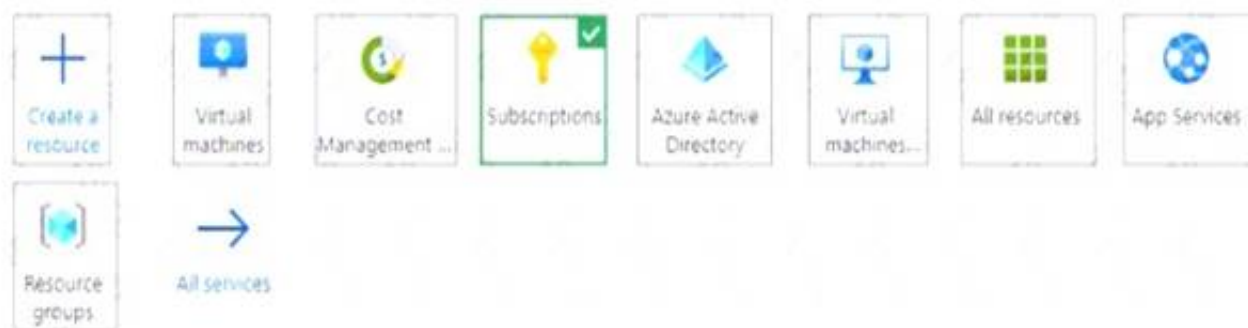 Create a
resource
Virtual
machines
Cost
Management ...
Subscriptions
Azure Active
Directory
Virtual
machines...
All resources
App Services
Resource
groups
All services